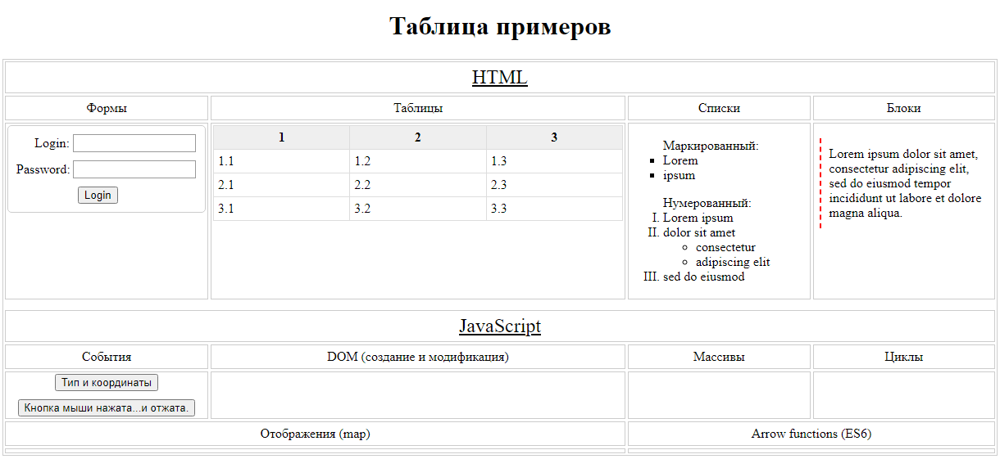 Таблица примеров
HTML
Формы Таблицы Списки Блоки
Login:
Password:
Login
1 2 3
1.1 1.2 1.3
2.1 2.2 2.3
3.1 3.2 3.3
Маркированный:
▪ Lorem
▪ ipsum
Нумерованный:
I. Lorem ipsum
II. dolor sit amet
◦ consectetur
◦ adipiscing elit
III. sed do eiusmod
Lorem ipsum dolor sit amet,
consectetur adipiscing elit,
sed do eiusmod tempor
incididunt ut labore et dolore
magna aliqua.
JavaScript
События DOM (создание и модификация) Массивы Циклы
Тип и координаты
Кнопка мыши нажата...и отжата.
Отображения (map) Arrow functions (ES6)